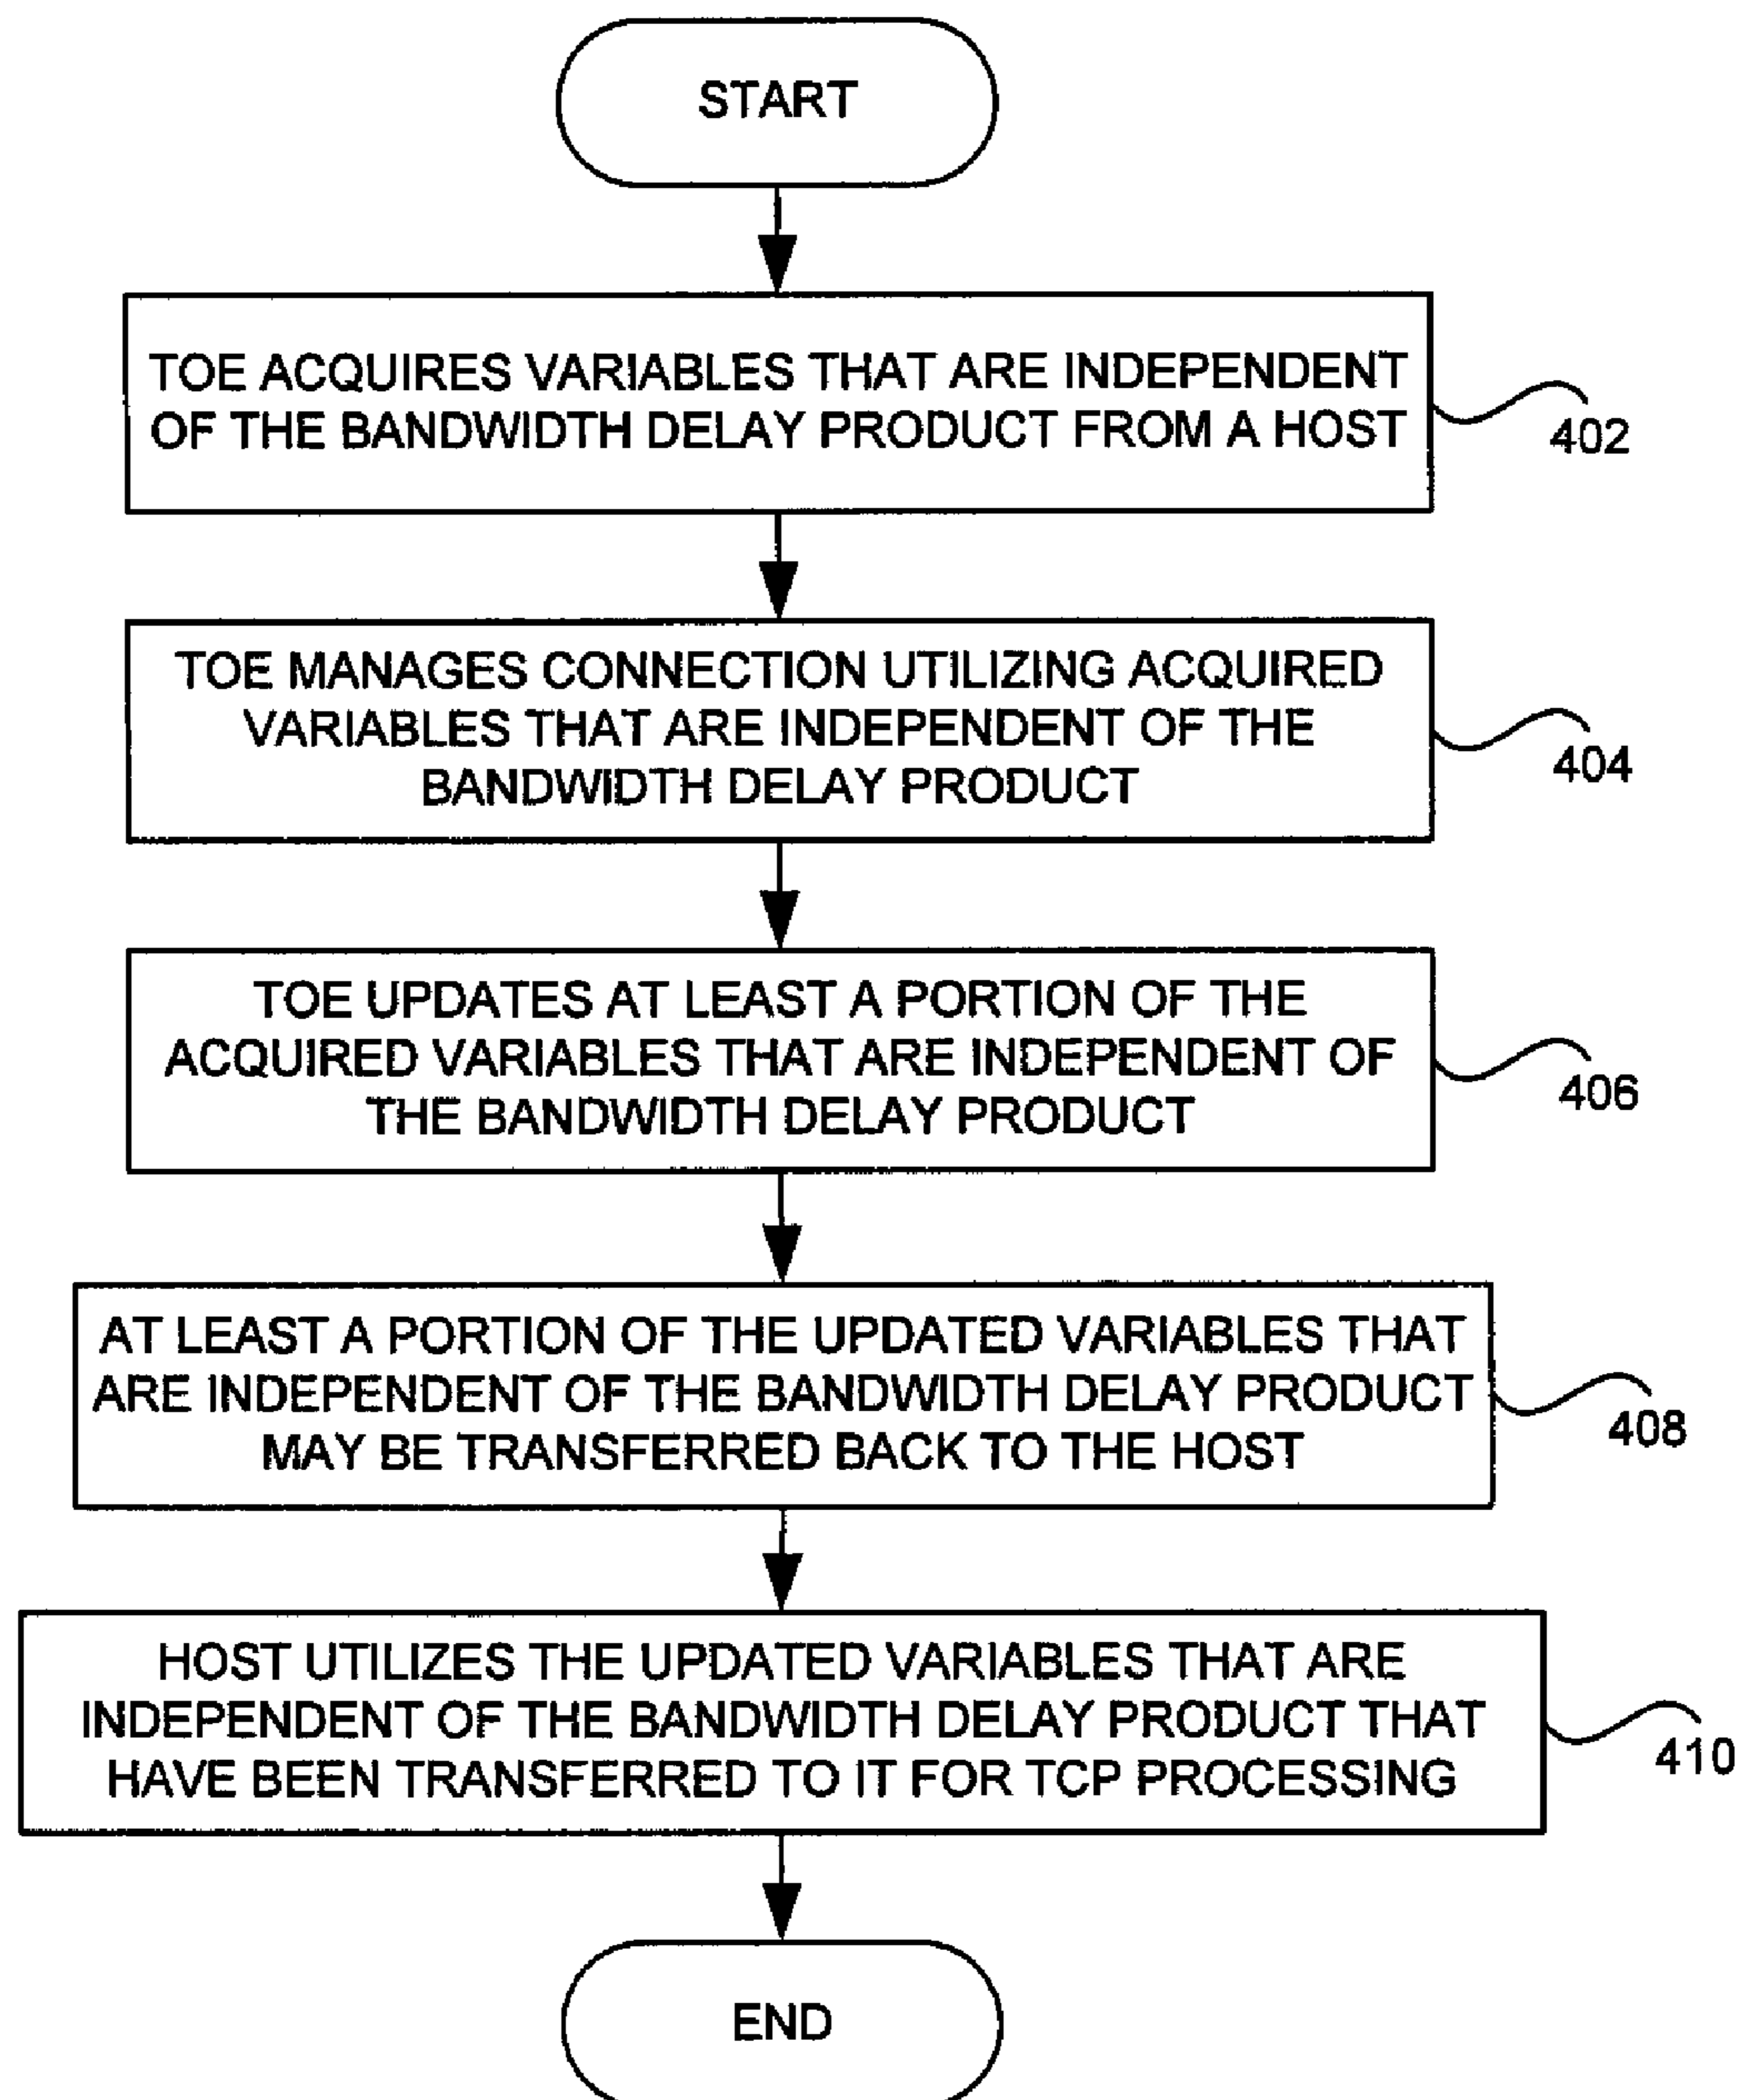 START
TOE ACQUIRES VARIABLES THAT ARE INDEPENDENT
OF THE BANDWIDTH DELAY PRODUCT FROM A HOST
402
TOE MANAGES CONNECTION UTILIZING ACQUIRED
VARIABLES THAT ARE INDEPENDENT OF THE
BANDWIDTH DELAY PRODUCT
404
TOE UPDATES AT LEAST A PORTION OF THE
ACQUIRED VARIABLES THAT ARE INDEPENDENT OF
THE BANDWIDTH DELAY PRODUCT
406
AT LEAST A PORTION OF THE UPDATED VARIABLES THAT
ARE INDEPENDENT OF THE BANDWIDTH DELAY PRODUCT
MAY BE TRANSFERRED BACK TO THE HOST
408
HOST UTILIZES THE UPDATED VARIABLES THAT ARE
INDEPENDENT OF THE BANDWIDTH DELAY PRODUCT THAT
HAVE BEEN TRANSFERRED TO IT FOR TCP PROCESSING
410
END